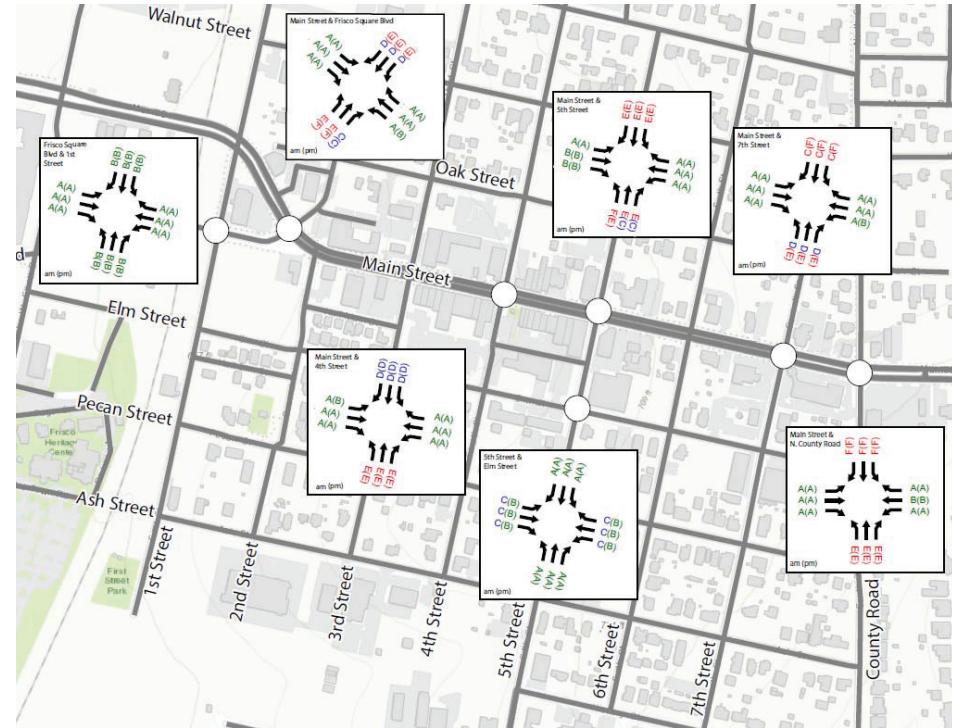 Walnut Street
Main Street & Frisco Square Blvd
A(A)
A(A)
A(A)
D(E)
D(E)
D(E)
E(F)
E(F)
C(C)
A(A)
A(A)
A(B)
am (pm)
Frisco Square
Blvd & 1st
Street
B(B)
B(B)
B(B)
A(A)
A(A)
A(A)
A(A)
A(A)
A(A)
B(B)
B(B)
B(B)
am (pm)
Main Street &
5th Street
E(E)
E(E)
E(E)
A(A)
B(B)
B(B)
A(A)
A(A)
A(A)
F(E)
E(C)
E(C)
am (pm)
Main Street &
7th Street
C(F)
C(F)
C(F)
A(A)
A(A)
A(A)
A(A)
A(A)
A(B)
D(E)
D(E)
D(E)
am (pm)
Oak Street
Main Street
Elm Street
Main Street &
4th Street
D(D)
D(D)
D(D)
A(B)
A(A)
A(A)
A(A)
A(A)
A(A)
E(E)
E(E)
E(E)
am (pm)
Pecan Street
Frisco
Heritage
Center
Ash Street
First
Street
Park
5th Street &
Elm Street
A(A)
A(A)
A(A)
C(B)
C(B)
C(B)
C(B)
C(B)
C(B)
A(A)
A(A)
A(A)
am (pm)
Main Street &
N. County Road
F(F)
F(F)
F(F)
A(A)
A(A)
A(A)
A(A)
B(B)
A(A)
E(E)
E(E)
E(E)
am (pm)
1st Street
2nd Street
3rd Street
4th Street
5th Street
6th Street
7th Street
County Road